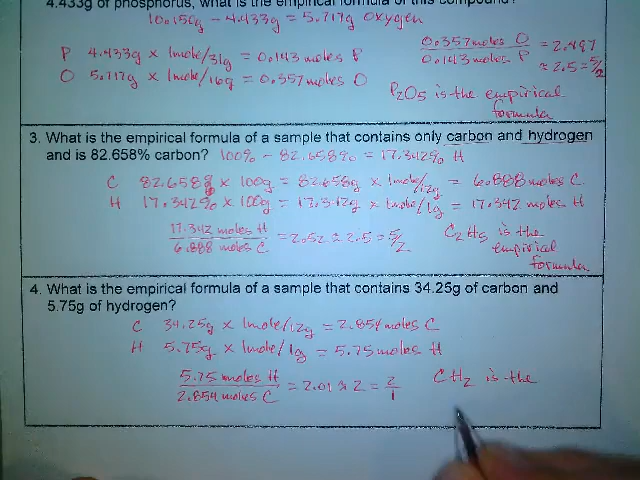 4.433g of phosphorus, what is the empirical formula of this compound?
10.150g - 4.433g = 5.717g oxygen
P 4.433g x 1mole/31g = 0.143 moles P
O 5.717g x 1mole/16g = 0.357 moles O
0.357 moles O
0.143 moles P
= 2.497
≈ 2.5 = 5/2
P2O5 is the empirical
formula
3. What is the empirical formula of a sample that contains only carbon and hydrogen
and is 82.658% carbon? 100% - 82.658% = 17.342% H
C 82.658% x 100g = 82.658g x 1mole/12g = 6.888 moles C
H 17.342% x 100g = 17.342g x 1mole/1g = 17.342 moles H
17.342 moles H
6.888 moles C
= 2.52 ≈ 2.5 = 5/2
C2H5 is the
empirical
formula
4. What is the empirical formula of a sample that contains 34.25g of carbon and
5.75g of hydrogen?
C 34.25g x 1mole/12g = 2.854 moles C
H 5.75g x 1mole/1g = 5.75 moles H
5.75 moles H
2.854 moles C
= 2.01 ≈ 2 = 2/1
CH2 is the